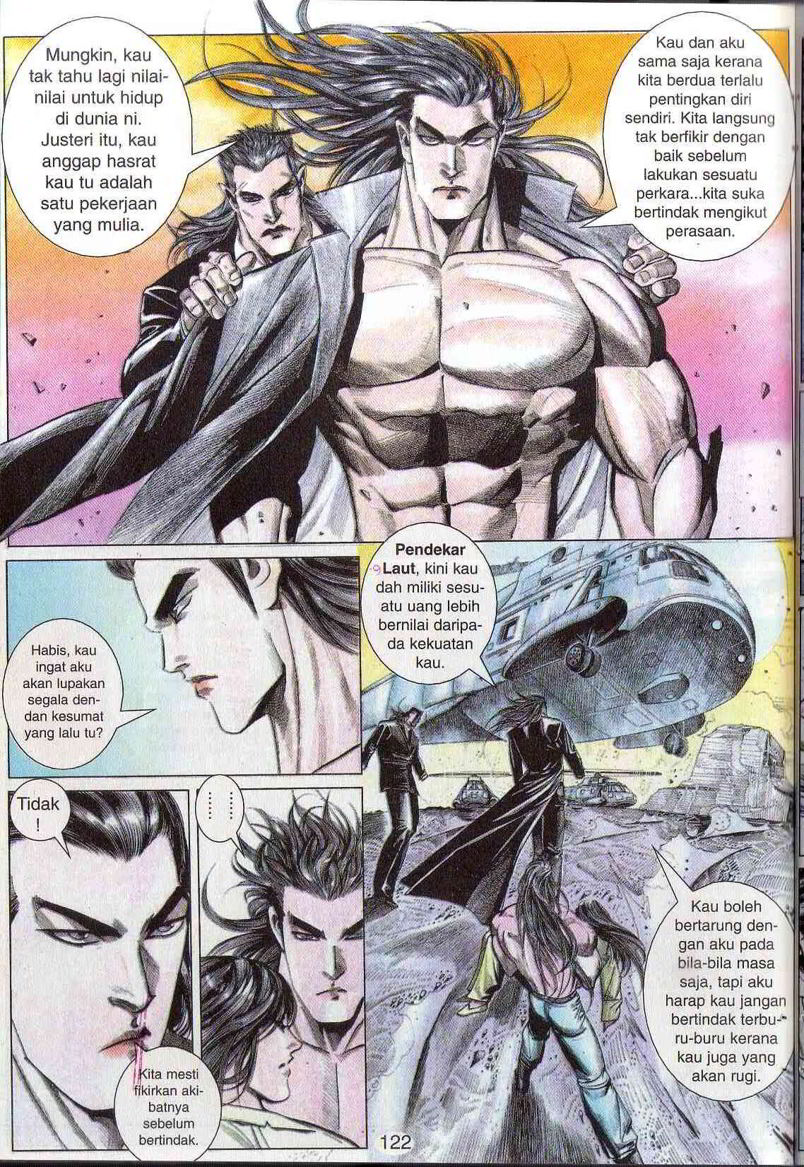 Mungkin, kau
tak tahu lagi nilai-
nilai untuk hidup
di dunia ni.
Justeri itu, kau
anggap hasrat
kau tu adalah
satu pekerjaan
yang mulia.
Kau dan aku
sama saja kerana
kita berdua terlalu
pentingkan diri
sendiri. Kita langsung
tak berfikir dengan
baik sebelum
lakukan sesuatu
perkara...kita suka
bertindak mengikut
perasaan.
Habis, kau
ingat aku
akan lupakan
segala den-
dan kesumat
yang lalu tu?
Tidak
!
Kita mesti
fikirkan aki-
batnya
sebelum
bertindak.
......
Pendekar
Laut, kini kau
dah miliki sesu-
atu uang lebih
bernilai daripa-
da kekuatan
kau.
Kau boleh
bertarung den-
gan aku pada
bila-bila masa
saja, tapi aku
harap kau jangan
bertindak terbu-
ru-buru kerana
kau juga yang
akan rugi.
122